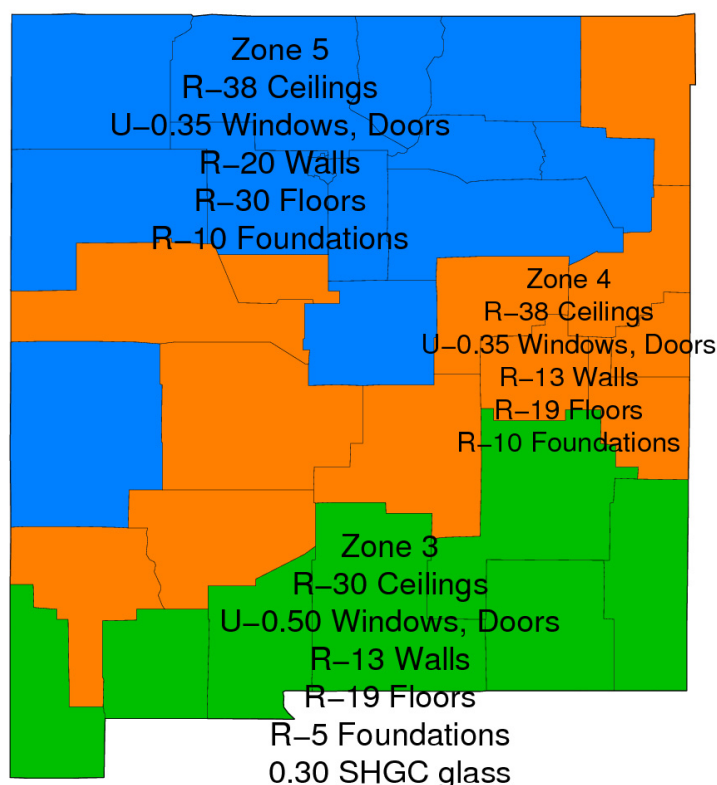 Zone 5
R−38 Ceilings
U−0.35 Windows, Doors
R−20 Walls
R−30 Floors
R−10 Foundations
Zone 4
R−38 Ceilings
U−0.35 Windows, Doors
R−13 Walls
R−19 Floors
R−10 Foundations
Zone 3
R−30 Ceilings
U−0.50 Windows, Doors
R−13 Walls
R−19 Floors
R−5 Foundations
0.30 SHGC glass